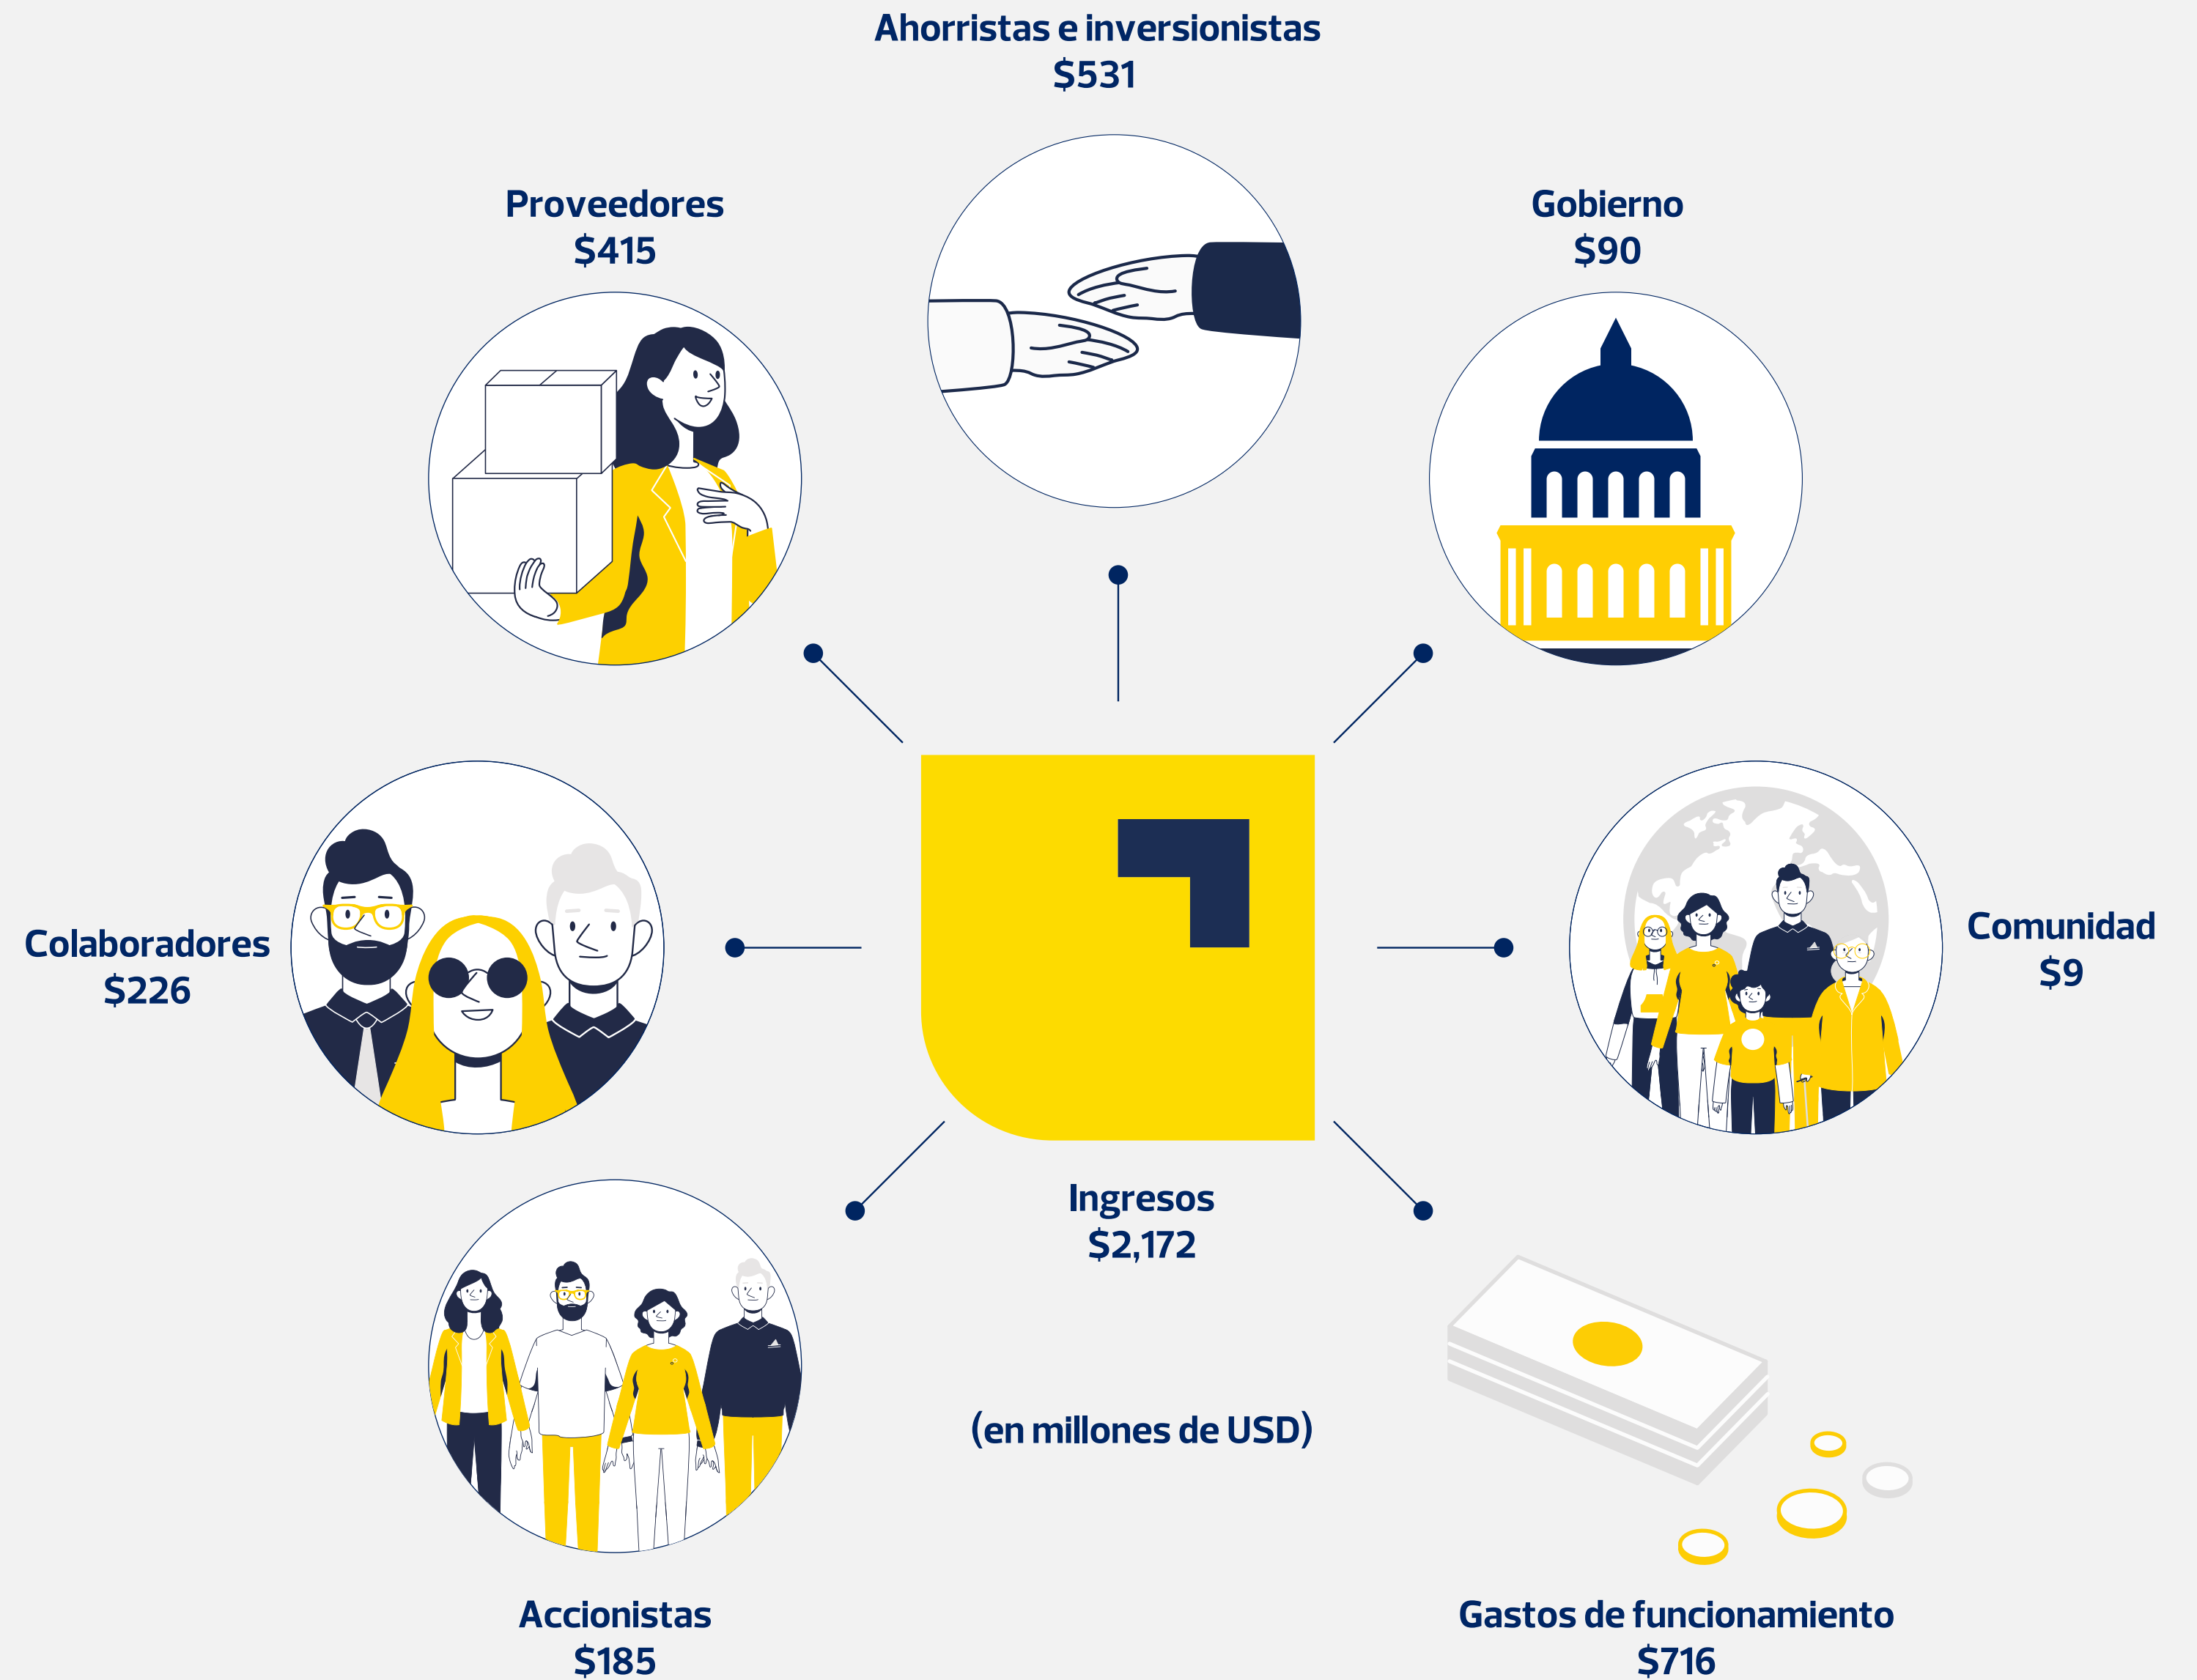 Ahorristas e inversionistas
$531
Proveedores
$415
Gobierno
$90
Colaboradores
$226
Comunidad
$9
Ingresos
$2,172
(en millones de USD)
Accionistas
$185
Gastos de funcionamiento
$716